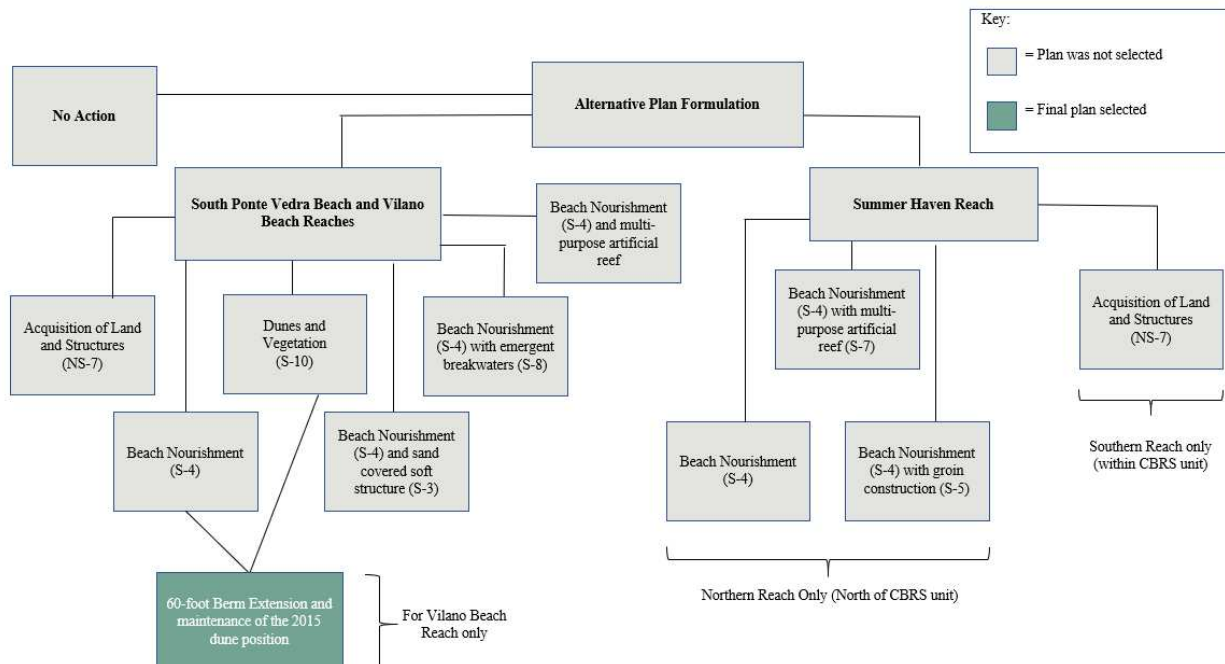 Key:
= Plan was not selected
= Final plan selected
No Action
Alternative Plan Formulation
South Ponte Vedra Beach and Vilano
Beach Reaches
Beach Nourishment
(S-4) and multi-
purpose artificial
reef
Summer Haven Reach
Acquisition of Land
and Structures
(NS-7)
Dunes and
Vegetation
(S-10)
Beach Nourishment
(S-4) with emergent
breakwaters (S-8)
Beach Nourishment
(S-4) with multi-
purpose artificial
reef (S-7)
Acquisition of Land
and Structures
(NS-7)
Beach Nourishment
(S-4)
Beach Nourishment
(S-4) and sand
covered soft
structure (S-3)
Beach Nourishment
(S-4)
Beach Nourishment
(S-4) with groin
construction (S-5)
Southern Reach only
(within CBRS unit)
60-foot Berm Extension and
maintenance of the 2015
dune position
For Vilano Beach
Reach only
Northern Reach Only (North of CBRS unit)